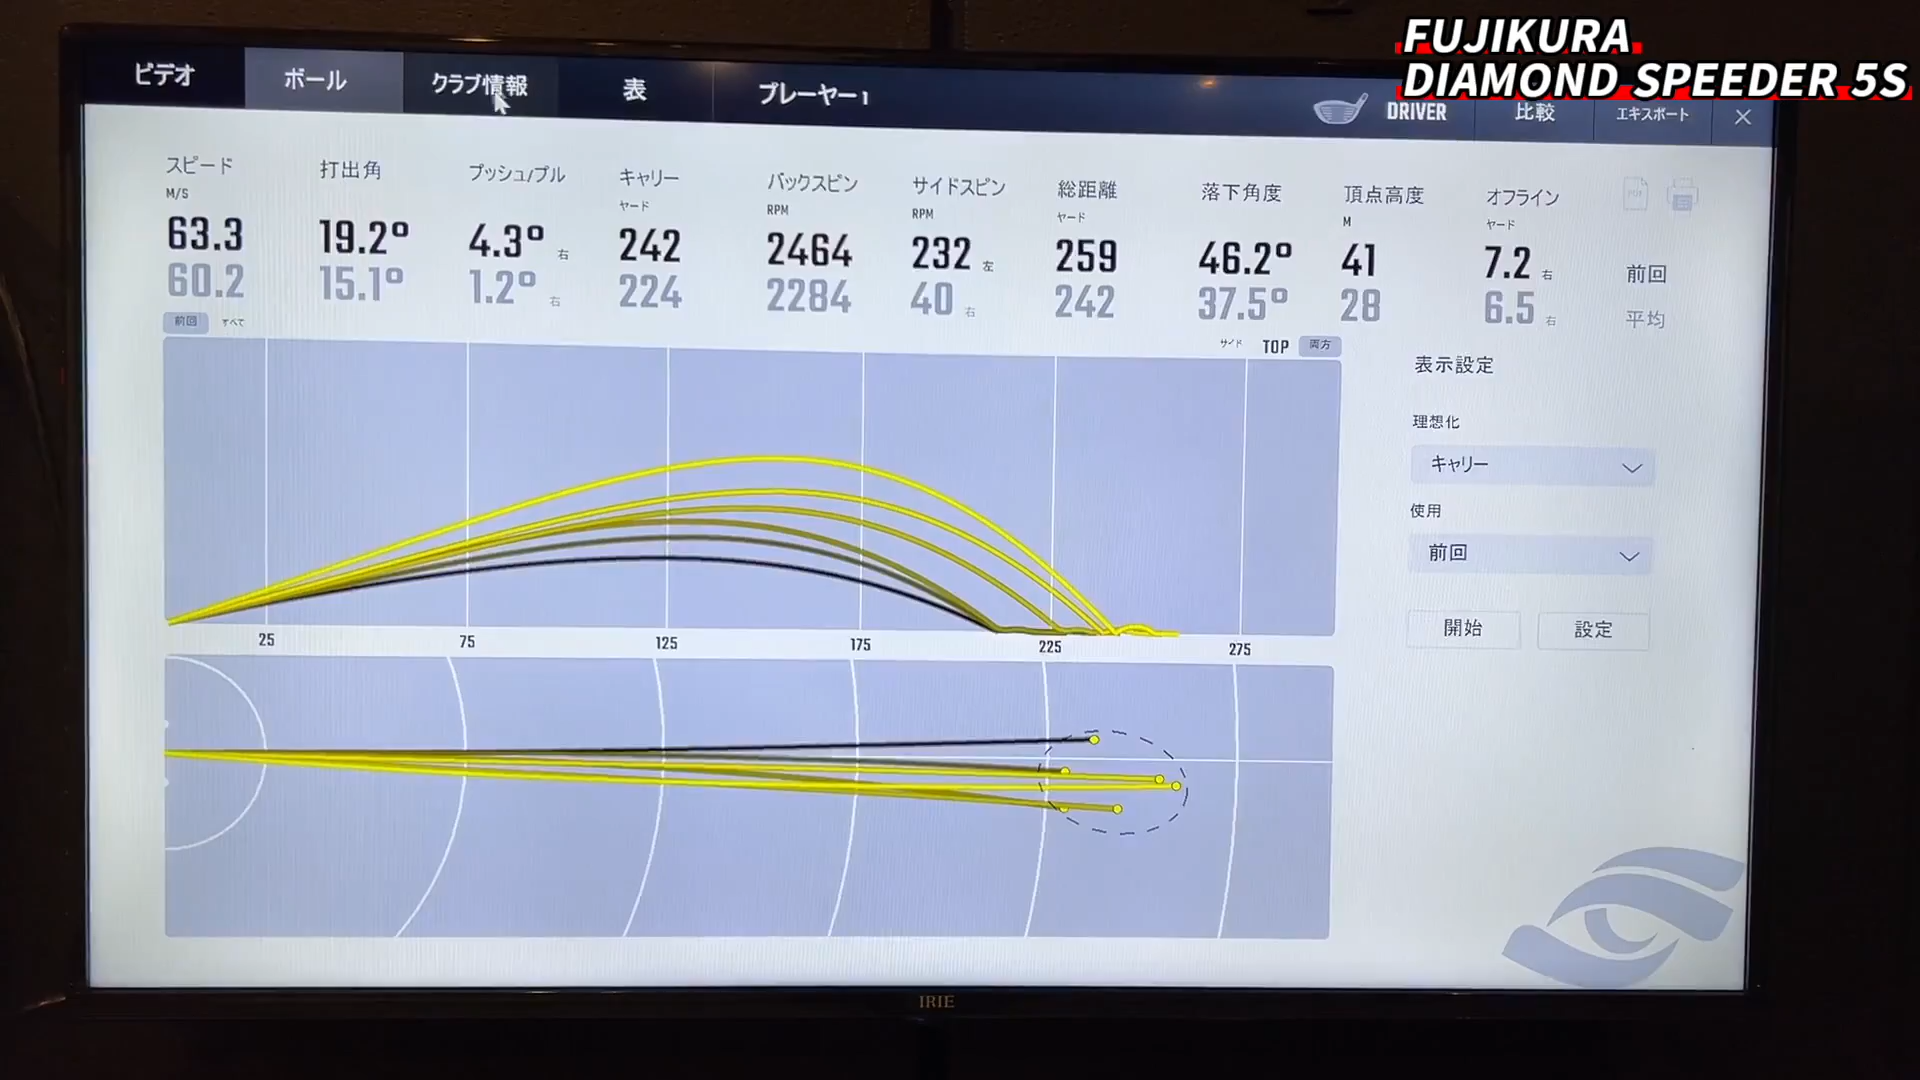 FUJIKURA
DIAMOND SPEEDER 5S
ビデオ ボール クラブ情報 表 プレーヤー1 DRIVER 比較 エキスポート
スピード 打出角 プッシュ/プル キャリー バックスピン サイドスピン 総距離 落下角度 頂点高度 オフライン
M/S ヤード RPM RPM ヤード M ヤード
63.3 19.2° 4.3° 右 242 2464 232 左 259 46.2° 41 7.2 右 前回
60.2 15.1° 1.2° 右 224 2284 40 右 242 37.5° 28 6.5 右 平均
前回 すべて
サイド TOP 両方
表示設定
理想化
キャリー
使用
前回
開始 設定
25 75 125 175 225 275
IRIE